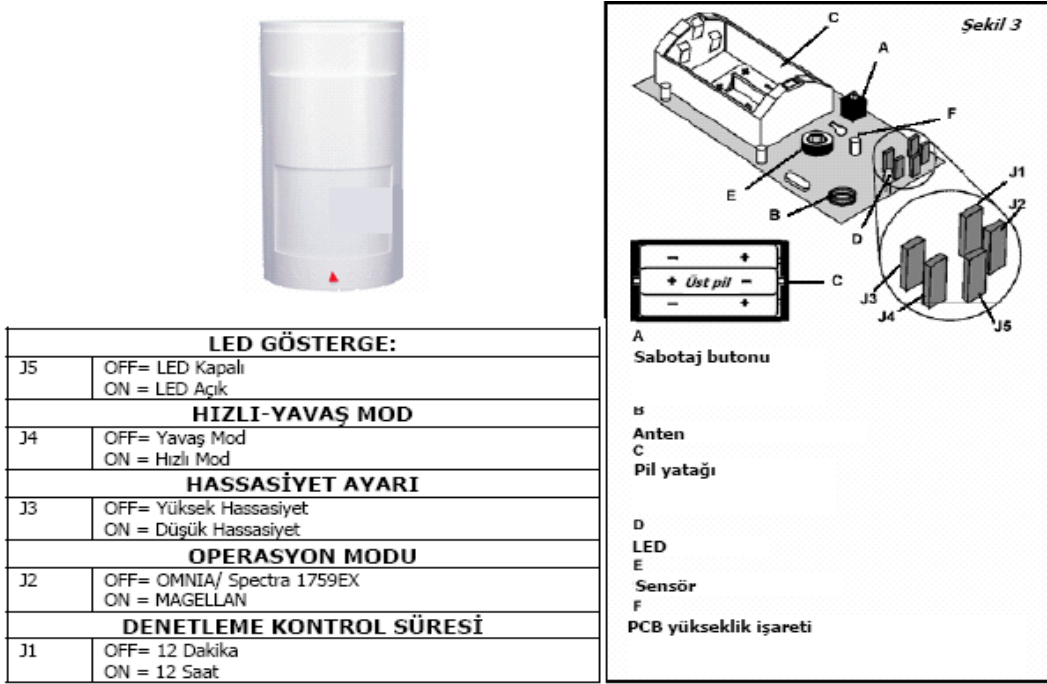 LED GÖSTERGE:
J5 OFF= LED Kapalı
ON = LED Açık
HIZLI-YAVAŞ MOD
J4 OFF= Yavaş Mod
ON = Hızlı Mod
HASSASİYET AYARI
J3 OFF= Yüksek Hassasiyet
ON = Düşük Hassasiyet
OPERASYON MODU
J2 OFF= OMNIA/ Spectra 1759EX
ON = MAGELLAN
DENETLEME KONTROL SÜRESİ
J1 OFF= 12 Dakika
ON = 12 Saat
Şekil 3
C
A
F
E
B
D
J1
J2
J3
J4
J5
− +
+ Üst pil −
− +
C
A
Sabotaj butonu
B
Anten
C
Pil yatağı
D
LED
E
Sensör
F
PCB yükseklik işareti